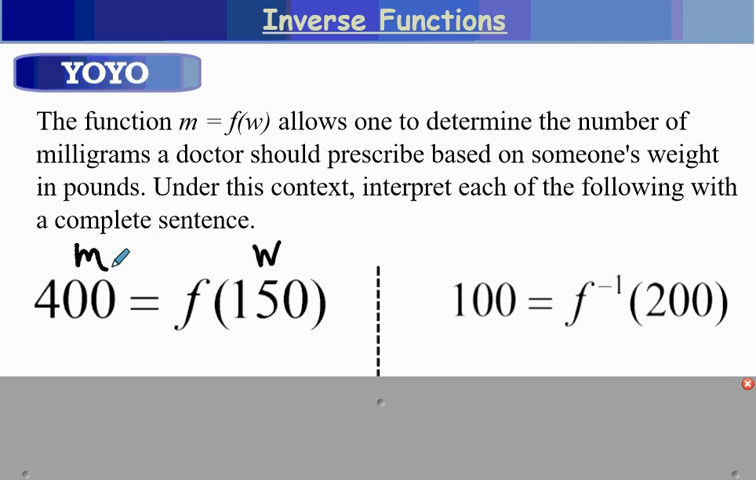 Inverse Functions
YOYO
The function m = f(w) allows one to determine the number of
milligrams a doctor should prescribe based on someone's weight
in pounds. Under this context, interpret each of the following with
a complete sentence.
m w
400 = f(150)
100 = f⁻¹(200)